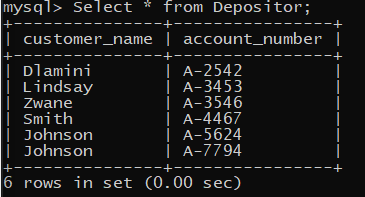 mysql> Select * from Depositor;
+---------------+----------------+
| customer_name | account_number |
+---------------+----------------+
| Dlamini       | A-2542         |
| Lindsay       | A-3453         |
| Zwane         | A-3546         |
| Smith         | A-4467         |
| Johnson       | A-5624         |
| Johnson       | A-7794         |
+---------------+----------------+
6 rows in set (0.00 sec)